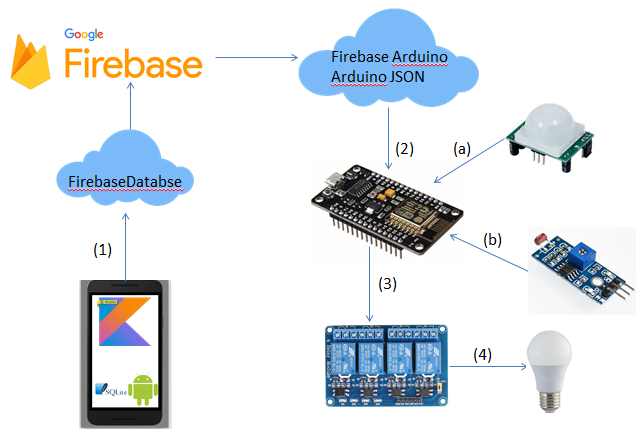 Google
Firebase
Firebase Arduino
Arduino JSON
(2)
(a)
FirebaseDatabse
(1)
(b)
(3)
(4)
SQLite